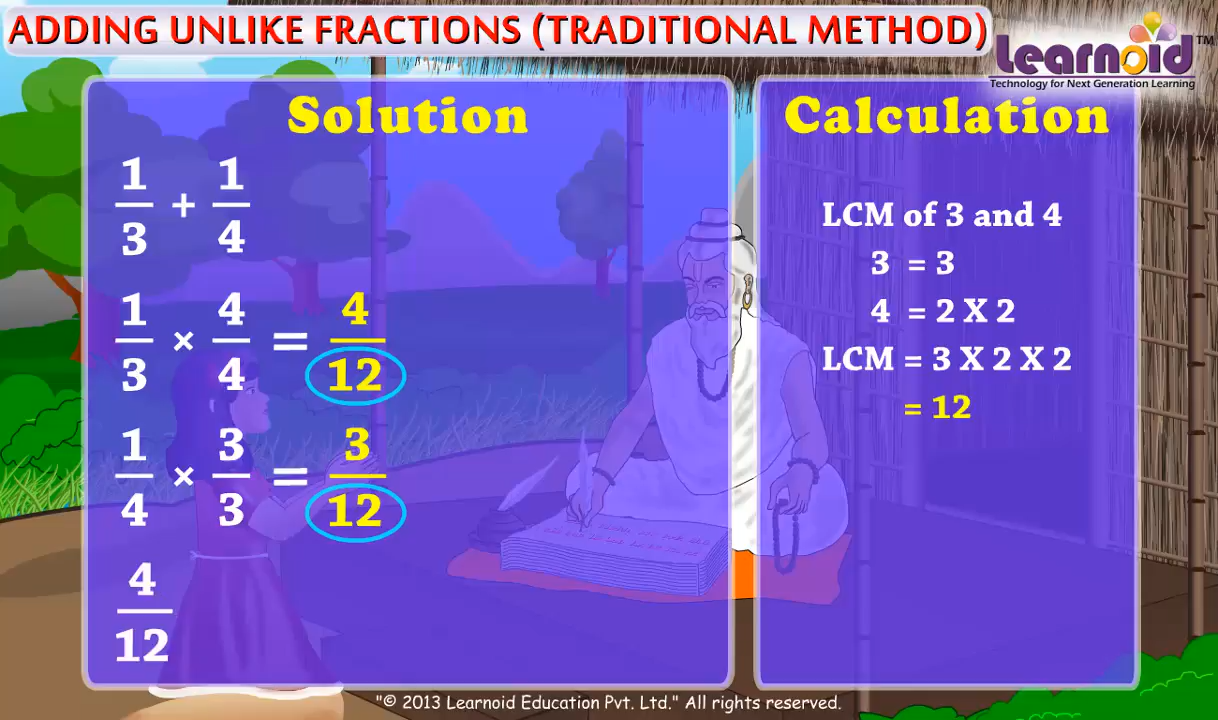 ADDING UNLIKE FRACTIONS (TRADITIONAL METHOD)
Learnoid™
Technology for Next Generation Learning
Solution
1/3 + 1/4
1/3 × 4/4 = 4/12
1/4 × 3/3 = 3/12
4/12
Calculation
LCM of 3 and 4
3 = 3
4 = 2 X 2
LCM = 3 X 2 X 2
= 12
"© 2013 Learnoid Education Pvt. Ltd." All rights reserved.